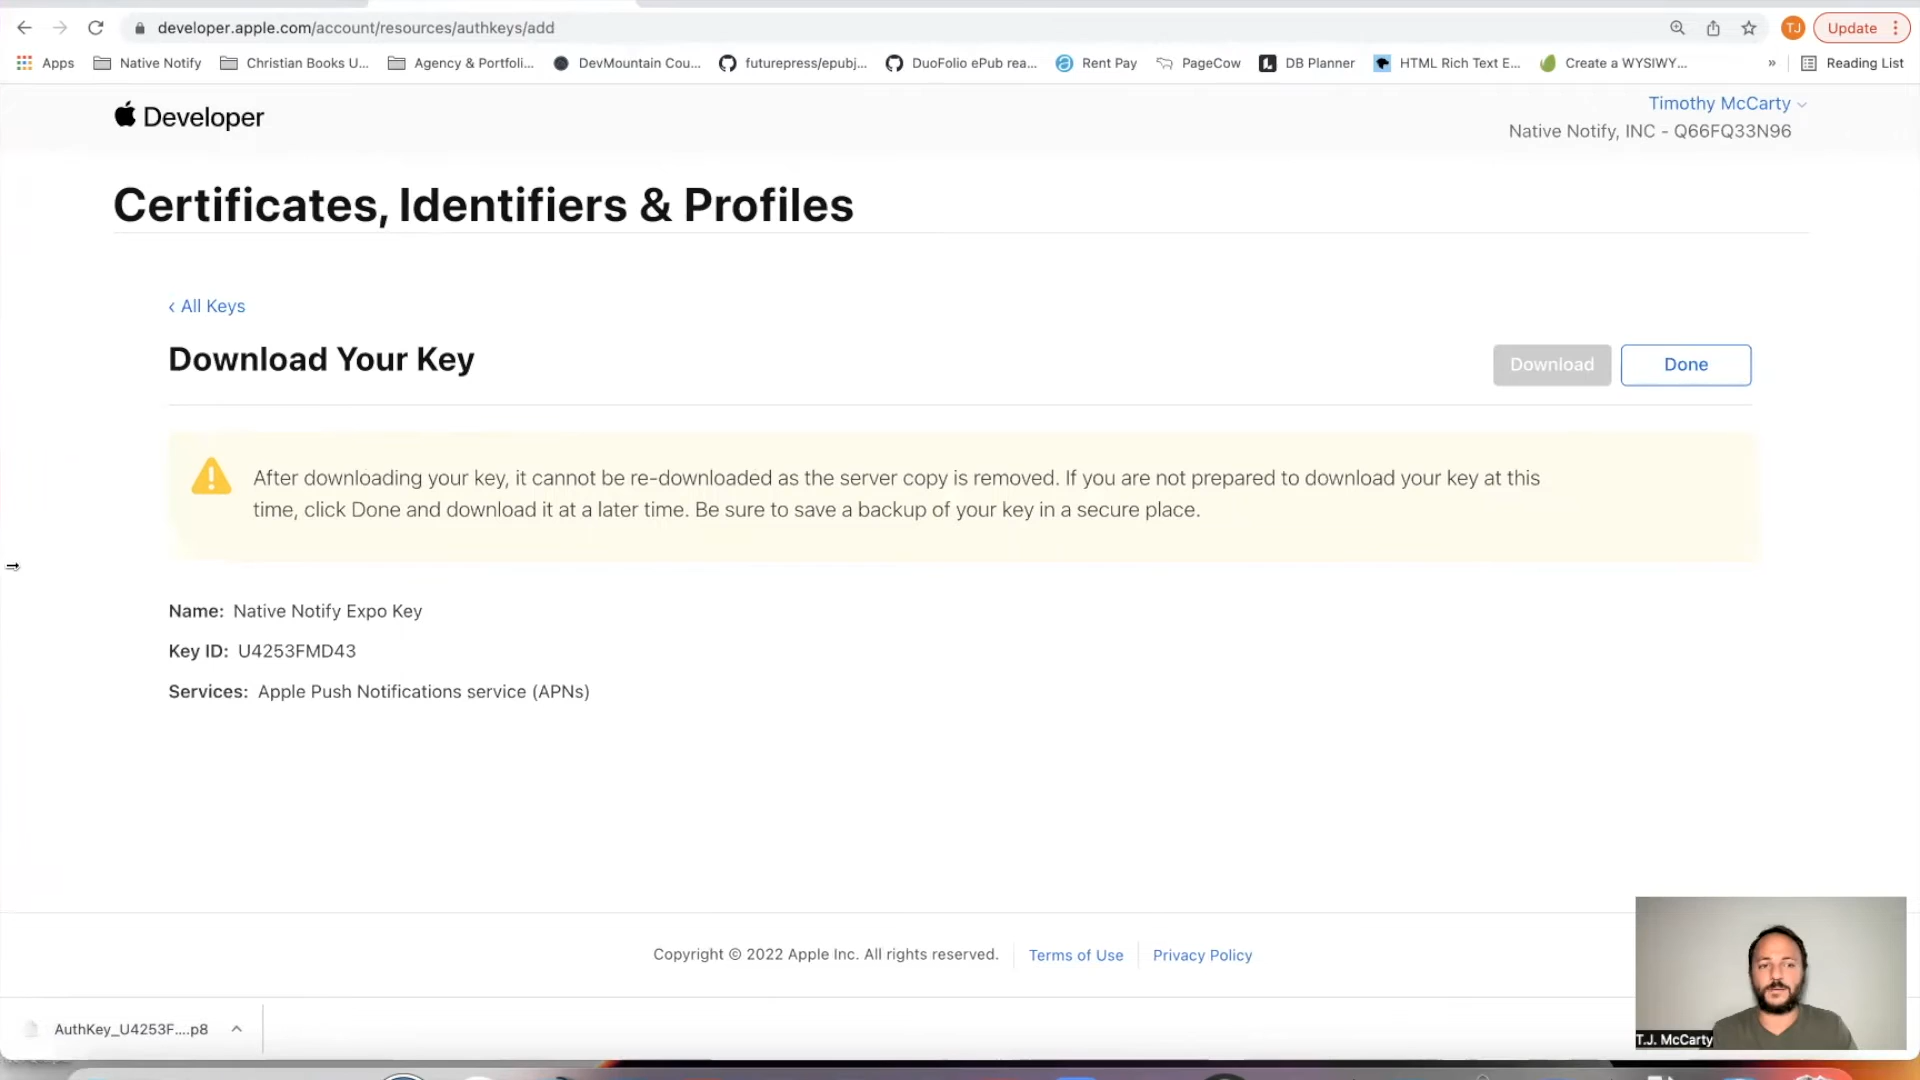 developer.apple.com/account/resources/authkeys/add
TJ
Update
Apps
Native Notify
Christian Books U...
Agency & Portfoli...
DevMountain Cou...
futurepress/epubj...
DuoFolio ePub rea...
Rent Pay
PageCow
DB Planner
HTML Rich Text E...
Create a WYSIWY...
»
Reading List
Developer
Timothy McCarty
Native Notify, INC - Q66FQ33N96
Certificates, Identifiers & Profiles
‹ All Keys
Download Your Key
Download
Done
After downloading your key, it cannot be re-downloaded as the server copy is removed. If you are not prepared to download your key at this
time, click Done and download it at a later time. Be sure to save a backup of your key in a secure place.
Name: Native Notify Expo Key
Key ID: U4253FMD43
Services: Apple Push Notifications service (APNs)
Copyright © 2022 Apple Inc. All rights reserved.
Terms of Use
Privacy Policy
AuthKey_U4253F....p8
T.J. McCarty